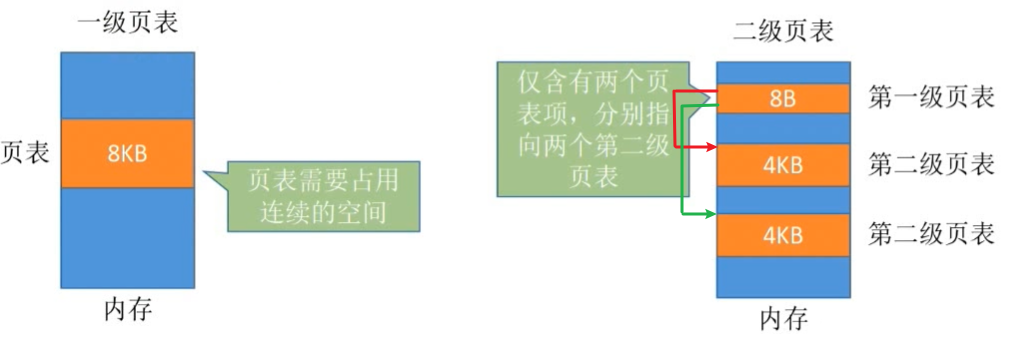 一级页表
页表
8KB
页表需要占用
连续的空间
内存
二级页表
仅含有两个页
表项，分别指
向两个第二级
页表
8B
第一级页表
4KB
第二级页表
4KB
第二级页表
内存